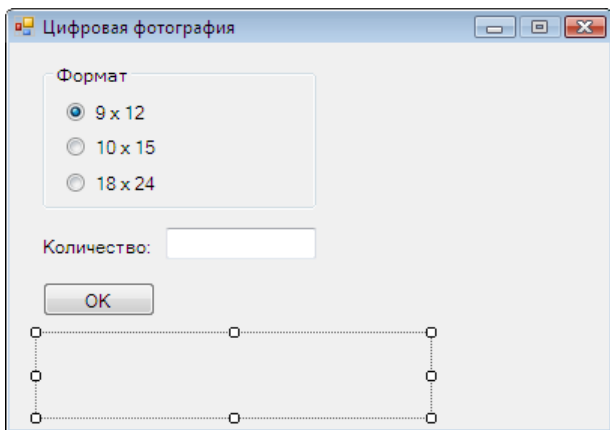 Цифровая фотография
Формат
9 x 12
10 x 15
18 x 24
Количество:
OK